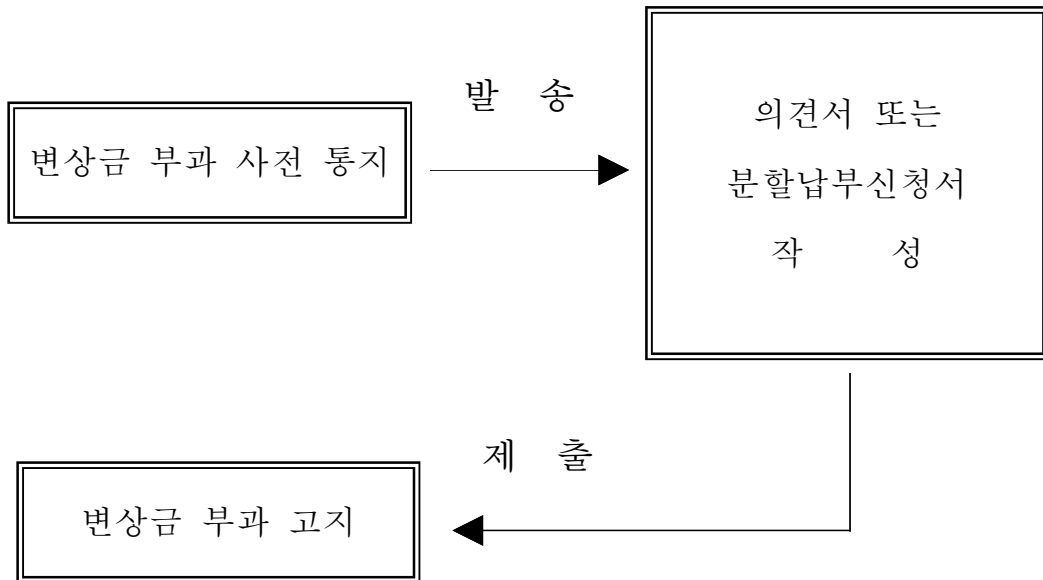 발 송
변상금 부과 사전 통지
의견서 또는
분할납부신청서
작 성
제 출
변상금 부과 고지